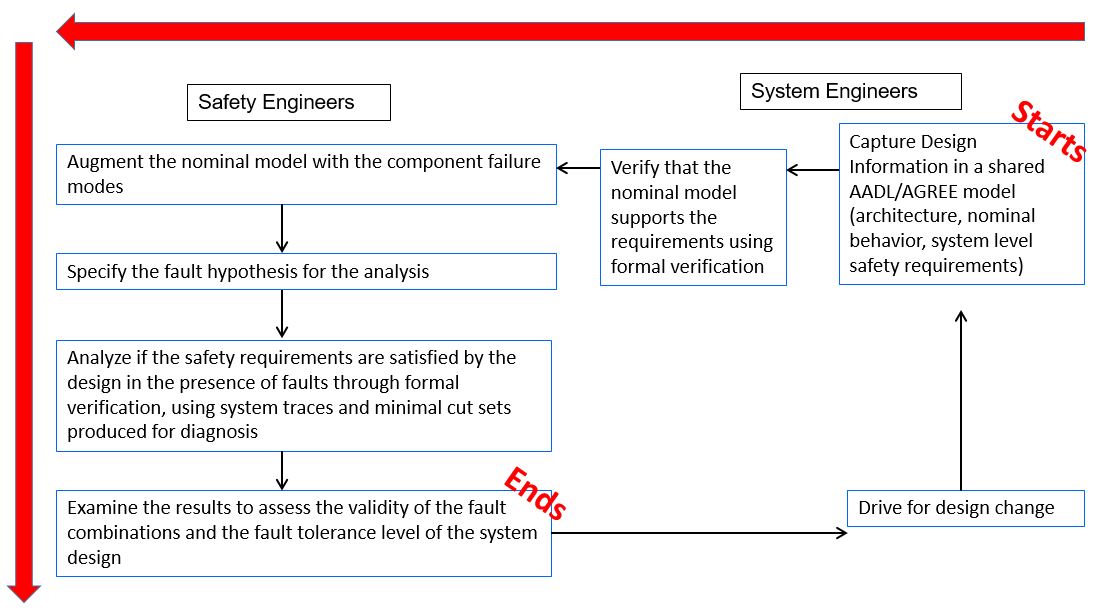 Safety Engineers
System Engineers
Starts
Capture Design
Information in a shared
AADL/AGREE model
(architecture, nominal
behavior, system level
safety requirements)
Verify that the
nominal model
supports the
requirements using
formal verification
Augment the nominal model with the component failure
modes
Specify the fault hypothesis for the analysis
Analyze if the safety requirements are satisfied by the
design in the presence of faults through formal
verification, using system traces and minimal cut sets
produced for diagnosis
Ends
Examine the results to assess the validity of the fault
combinations and the fault tolerance level of the system
design
Drive for design change